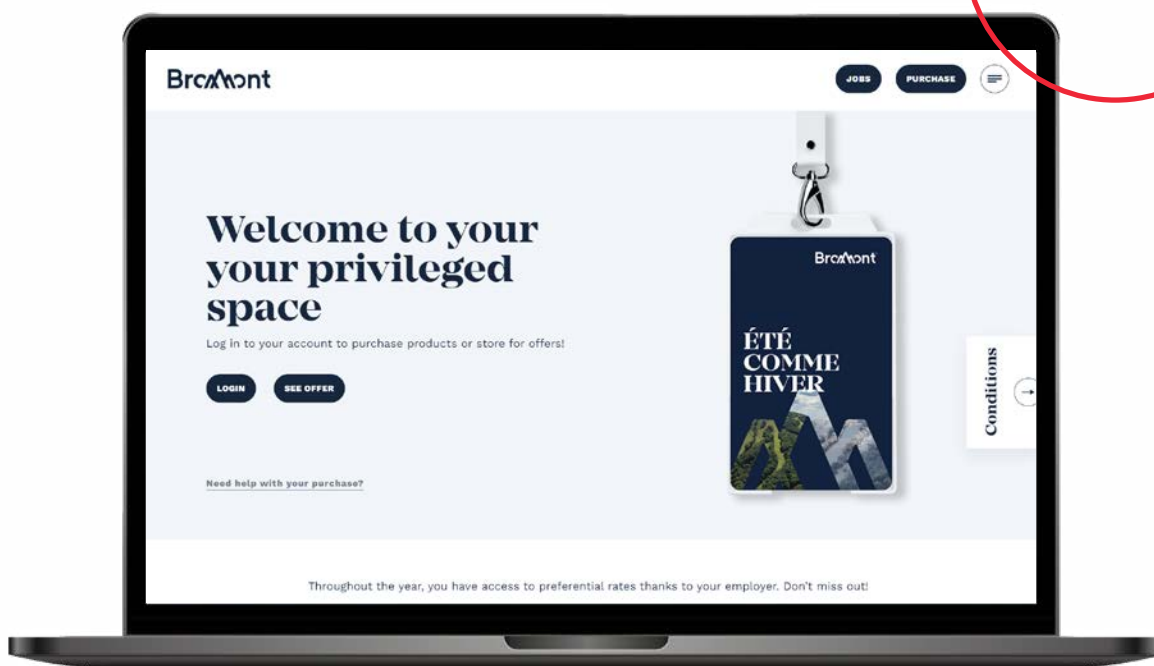 Bromont
JOBS
PURCHASE
Welcome to your
your privileged
space
Log in to your account to purchase products or store for offers!
LOGIN
SEE OFFER
Need help with your purchase?
Bromont
ÉTÉ
COMME
HIVER
Conditions
Throughout the year, you have access to preferential rates thanks to your employer. Don't miss out!